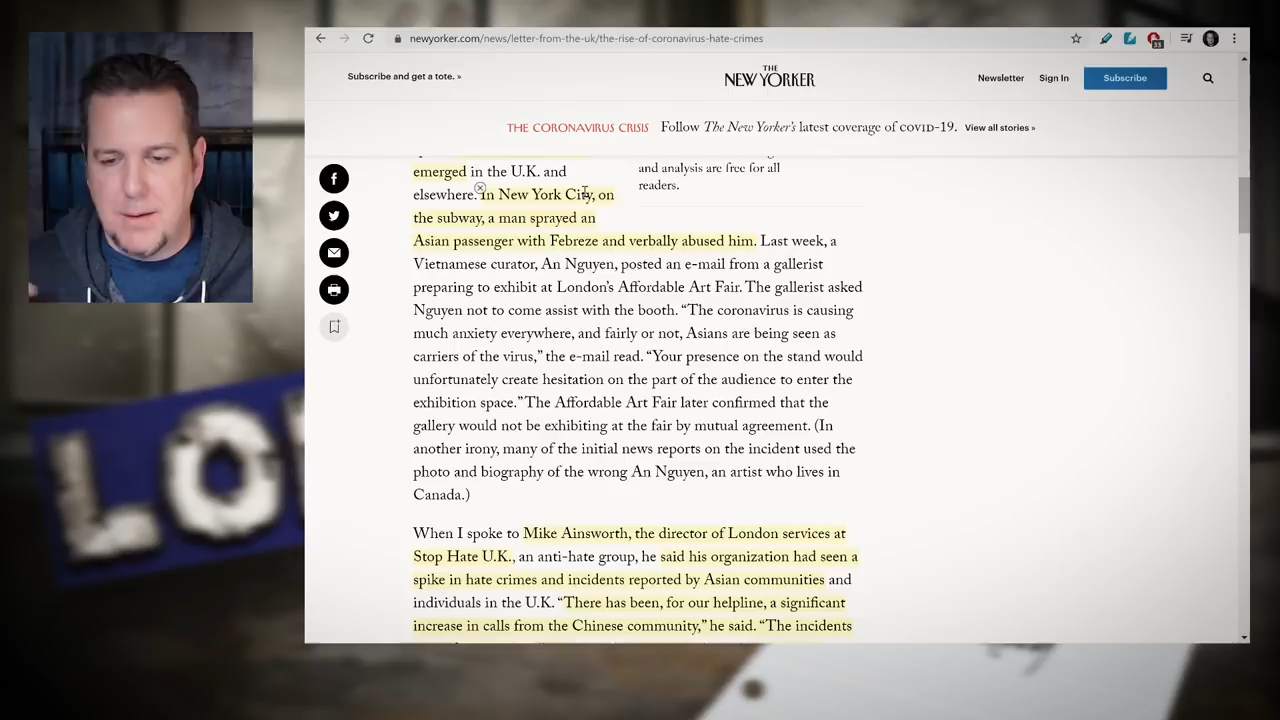 newyorker.com/news/letter-from-the-uk/the-rise-of-coronavirus-hate-crimes
33
Subscribe and get a tote. »
THE
NEW YORKER
Newsletter
Sign In
Subscribe
THE CORONAVIRUS CRISIS Follow The New Yorker's latest coverage of COVID-19. View all stories »
and analysis are free for all
readers.
emerged in the U.K. and
elsewhere. In New York City, on
the subway, a man sprayed an
Asian passenger with Febreze and verbally abused him. Last week, a
Vietnamese curator, An Nguyen, posted an e-mail from a gallerist
preparing to exhibit at London’s Affordable Art Fair. The gallerist asked
Nguyen not to come assist with the booth. “The coronavirus is causing
much anxiety everywhere, and fairly or not, Asians are being seen as
carriers of the virus,” the e-mail read. “Your presence on the stand would
unfortunately create hesitation on the part of the audience to enter the
exhibition space.” The Affordable Art Fair later confirmed that the
gallery would not be exhibiting at the fair by mutual agreement. (In
another irony, many of the initial news reports on the incident used the
photo and biography of the wrong An Nguyen, an artist who lives in
Canada.)
When I spoke to Mike Ainsworth, the director of London services at
Stop Hate U.K., an anti-hate group, he said his organization had seen a
spike in hate crimes and incidents reported by Asian communities and
individuals in the U.K. “There has been, for our helpline, a significant
increase in calls from the Chinese community,” he said. “The incidents
LO